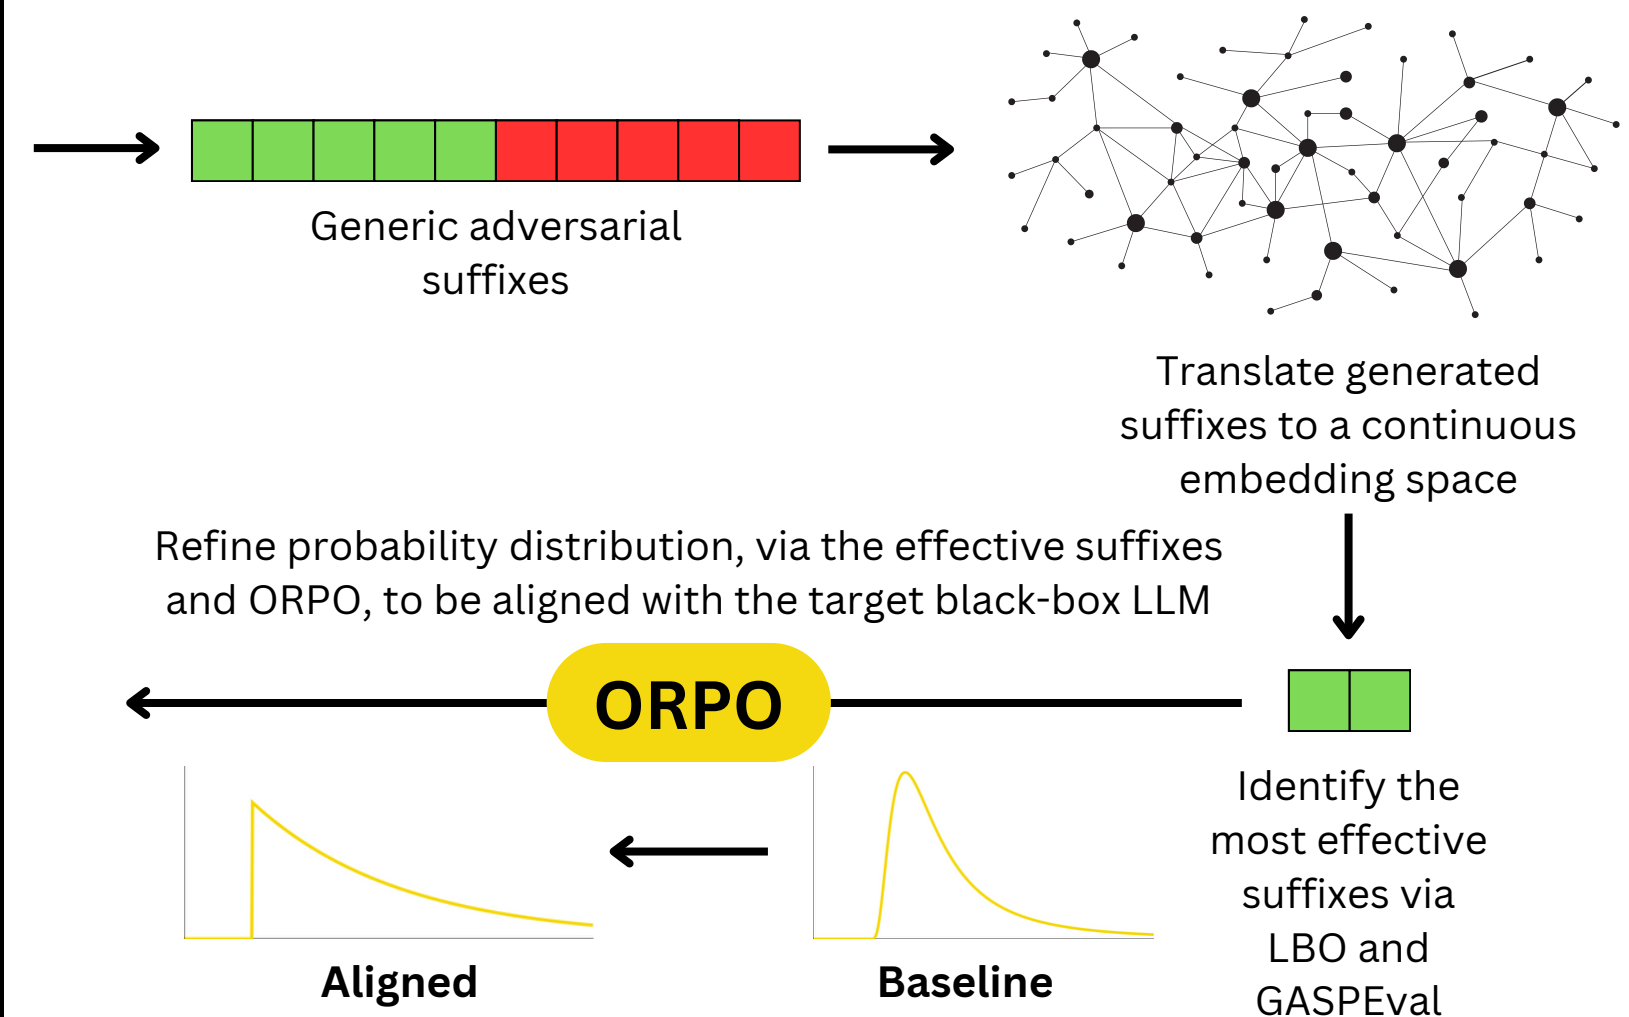 Generic adversarial
suffixes
Translate generated
suffixes to a continuous
embedding space
Refine probability distribution, via the effective suffixes
and ORPO, to be aligned with the target black-box LLM
ORPO
Identify the
most effective
suffixes via
LBO and
GASPEval
Aligned
Baseline